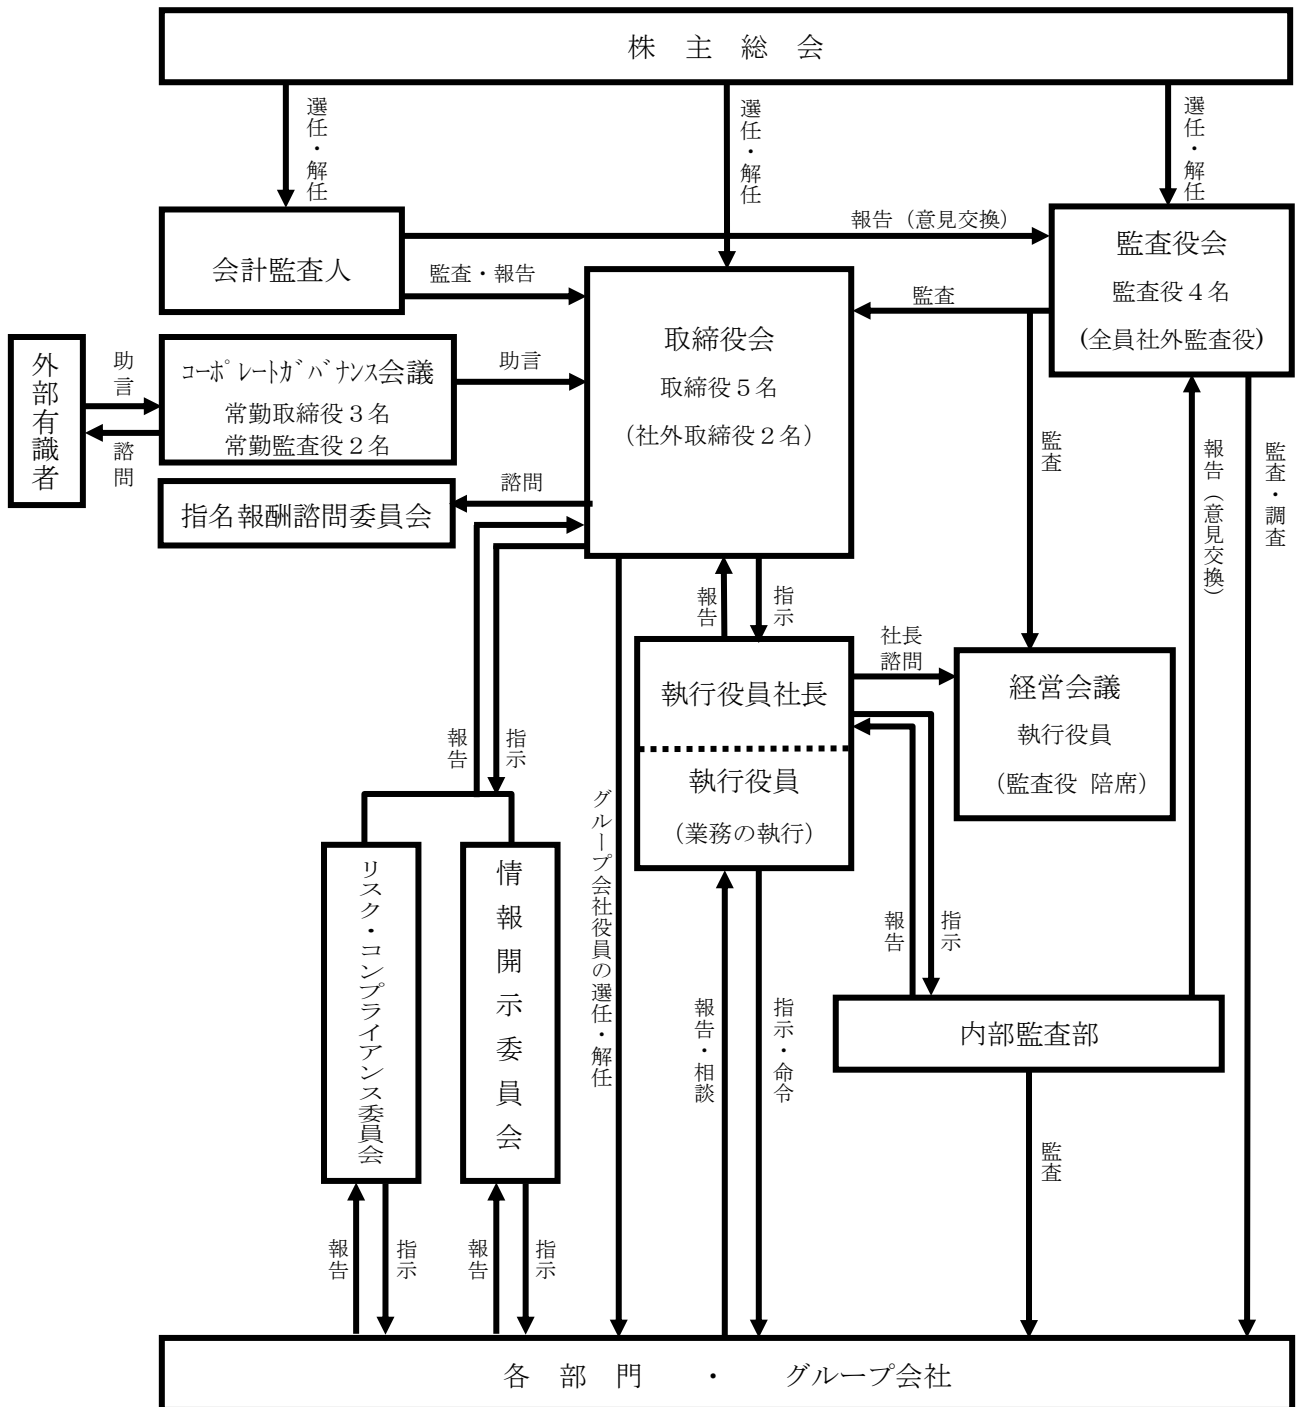 株 主 総 会
選任・解任
選任・解任
選任・解任
会計監査人
報告（意見交換）
監査役会
監査役４名
(全員社外監査役)
監査・報告
監査
取締役会
取締役５名
（社外取締役２名）
外部有識者
助言
諮問
ｺｰﾎﾟﾚｰﾄｶﾞﾊﾞﾅﾝｽ会議
常勤取締役３名
常勤監査役２名
助言
指名報酬諮問委員会
諮問
監査
報告（意見交換）
監査・調査
報告
指示
社長
諮問
執行役員社長
執行役員
（業務の執行）
経営会議
執行役員
（監査役 陪席）
報告
指示
グループ会社役員の選任・解任
リスク・コンプライアンス委員会
情報開示委員会
報告
指示
内部監査部
報告・相談
指示・命令
監査
報告
指示
報告
指示
各 部 門 ・ グループ会社